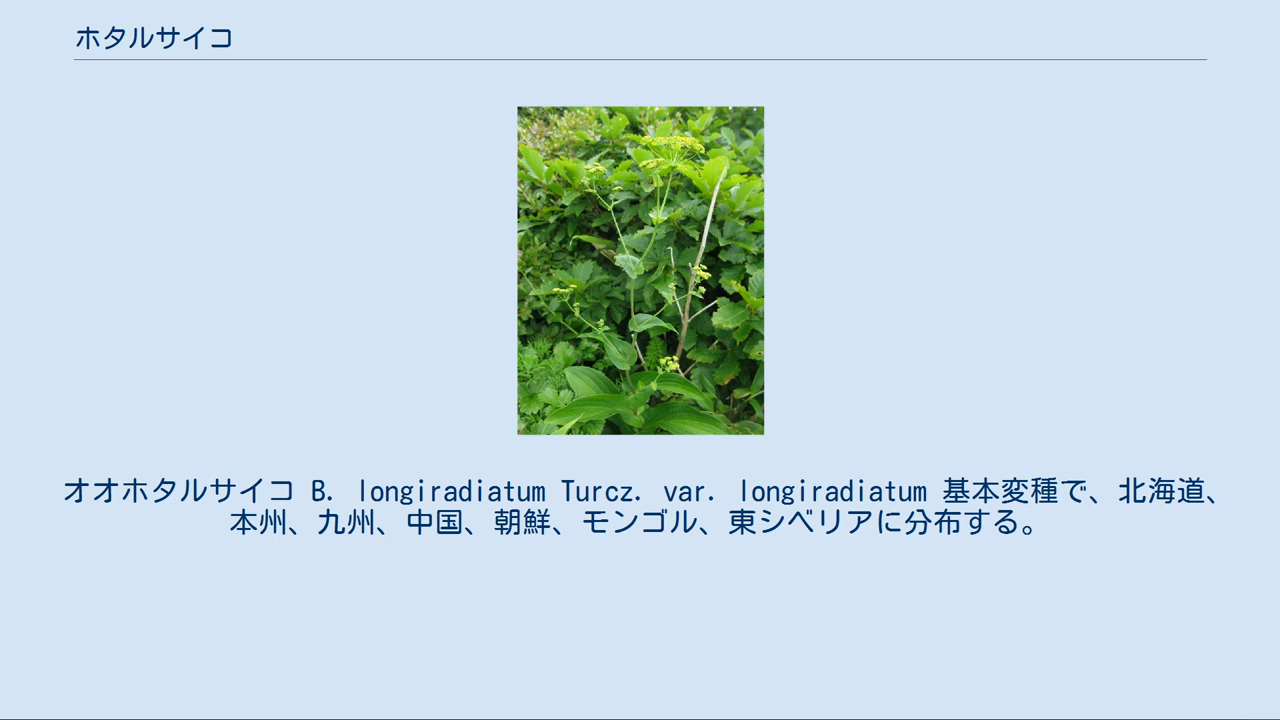 ホタルサイコ
オオホタルサイコ B. longiradiatum Turcz. var. longiradiatum 基本変種で、北海道、
本州、九州、中国、朝鮮、モンゴル、東シベリアに分布する。